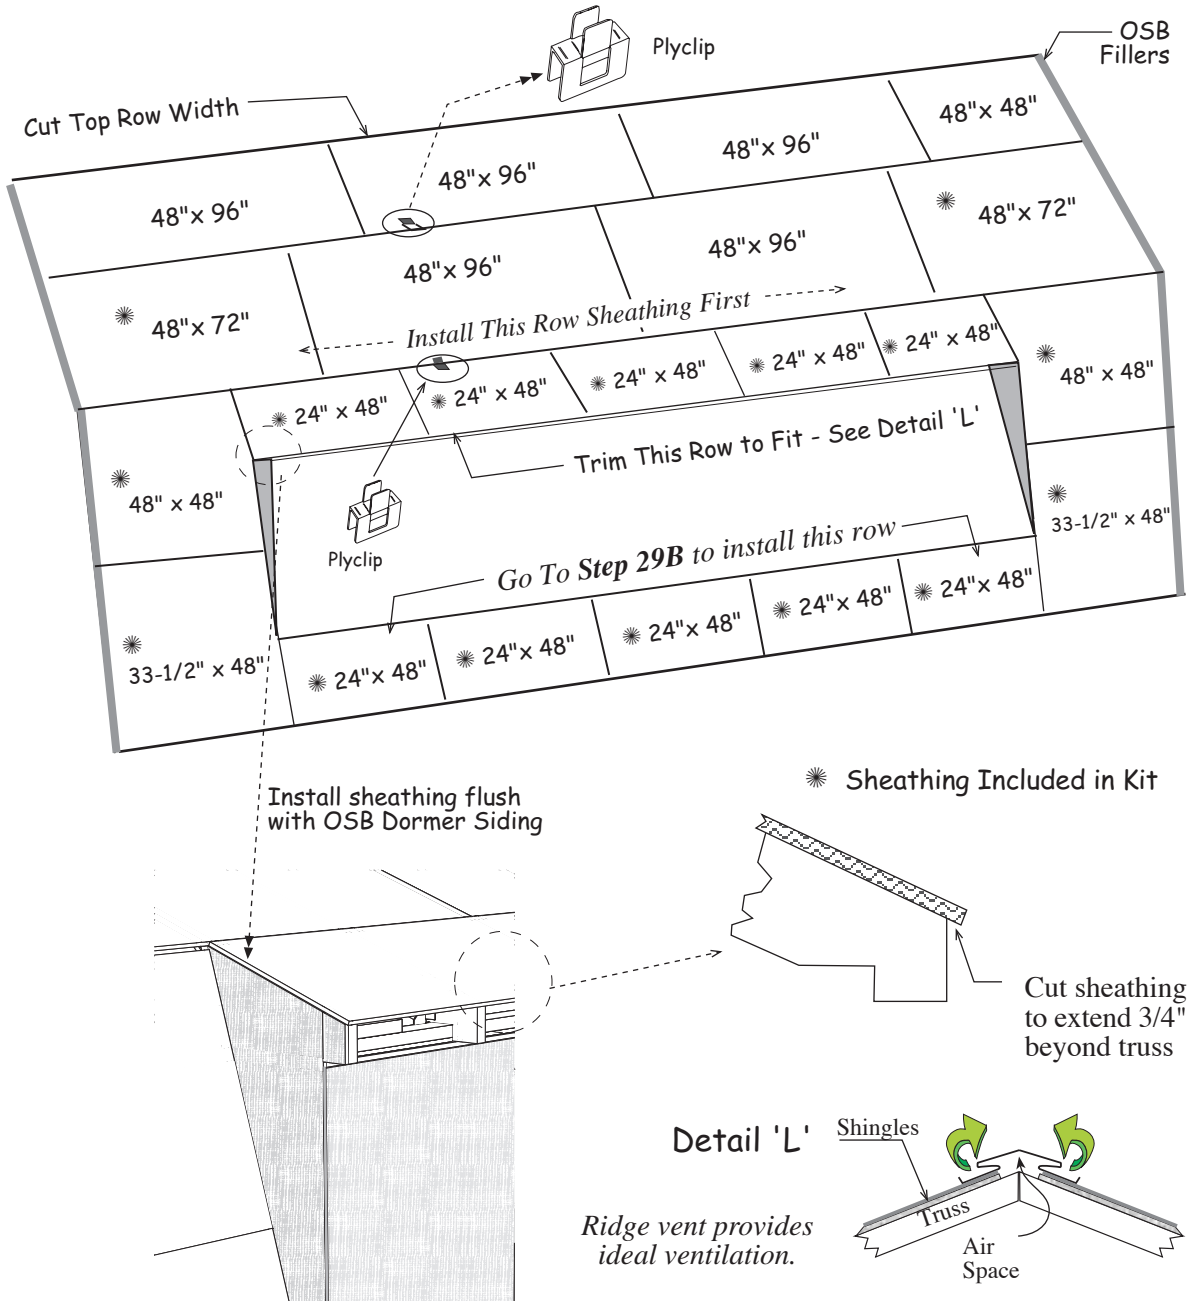 Plyclip
OSB
Fillers
Cut Top Row Width
48"x 96"
48"x 96"
48"x 96"
48"x 48"
48"x 72"
48"x 96"
48"x 96"
48"x 72"
Install This Row Sheathing First
24" x 48"
24" x 48"
24" x 48"
24" x 48"
24" x 48"
48" x 48"
48" x 48"
Trim This Row to Fit - See Detail 'L'
Plyclip
33-1/2" x 48"
33-1/2" x 48"
Go To Step 29B to install this row
24"x 48"
24"x 48"
24"x 48"
24"x 48"
24"x 48"
Sheathing Included in Kit
Install sheathing flush
with OSB Dormer Siding
Cut sheathing
to extend 3/4"
beyond truss
Detail 'L'
Shingles
Truss
Air
Space
Ridge vent provides
ideal ventilation.